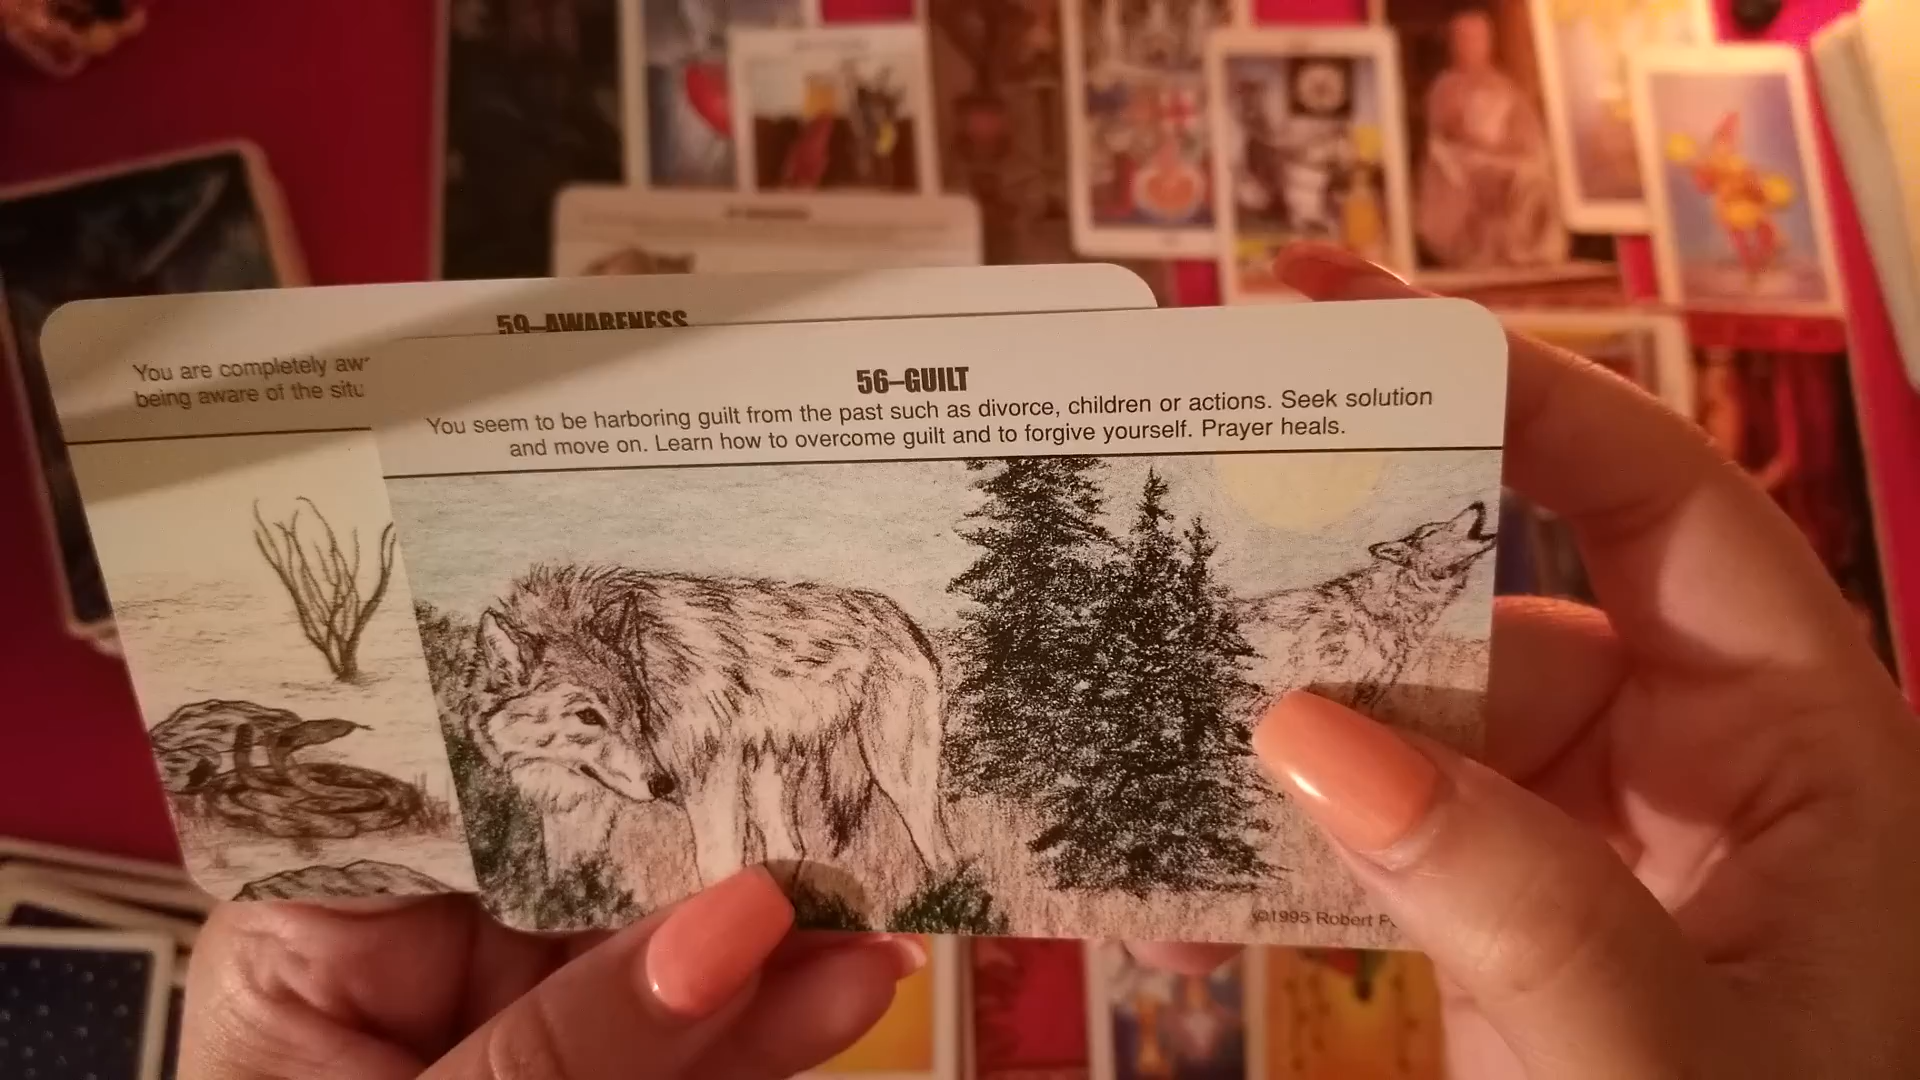 59–AWARENESS
You are completely aw
being aware of the situ
56–GUILT
You seem to be harboring guilt from the past such as divorce, children or actions. Seek solution
and move on. Learn how to overcome guilt and to forgive yourself. Prayer heals.
©1995 Robert